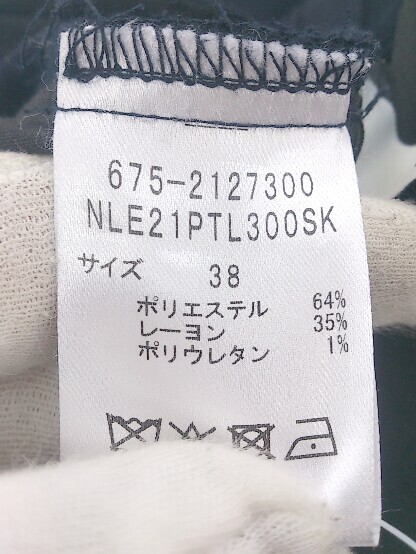 675-2127300
NLE21PTL300SK
サイズ 38
ポリエステル 64%
レーヨン 35%
ポリウレタン 1%